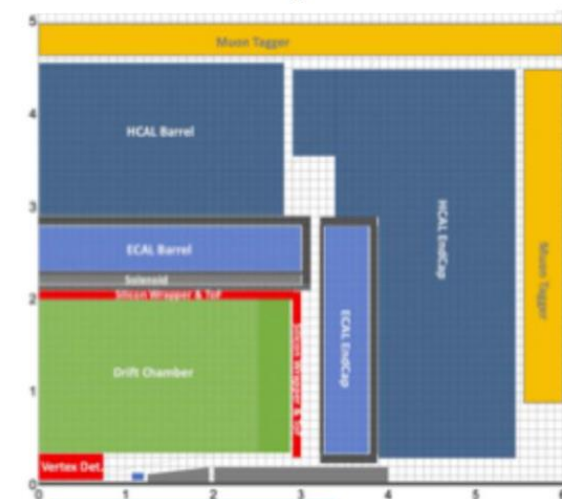 5
Muon Tagger
4
HCAL Barrel
3
HCAL EndCap
ECAL Barrel
Muon Tagger
Solenoid
2
Silicon Wrapper & ToF
ECAL EndCap
Silicon Wrapper & ToF
1
Drift Chamber
Vertex Det.
0
0
1
2
3
4
5
6